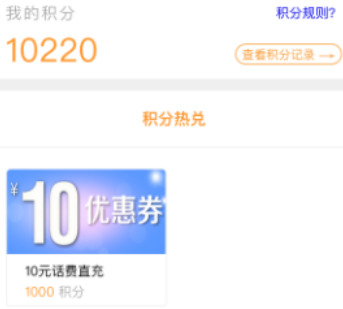 我的积分
积分规则?
10220
查看积分记录 →
积分热兑
¥10优惠券
10元话费直充
1000 积分